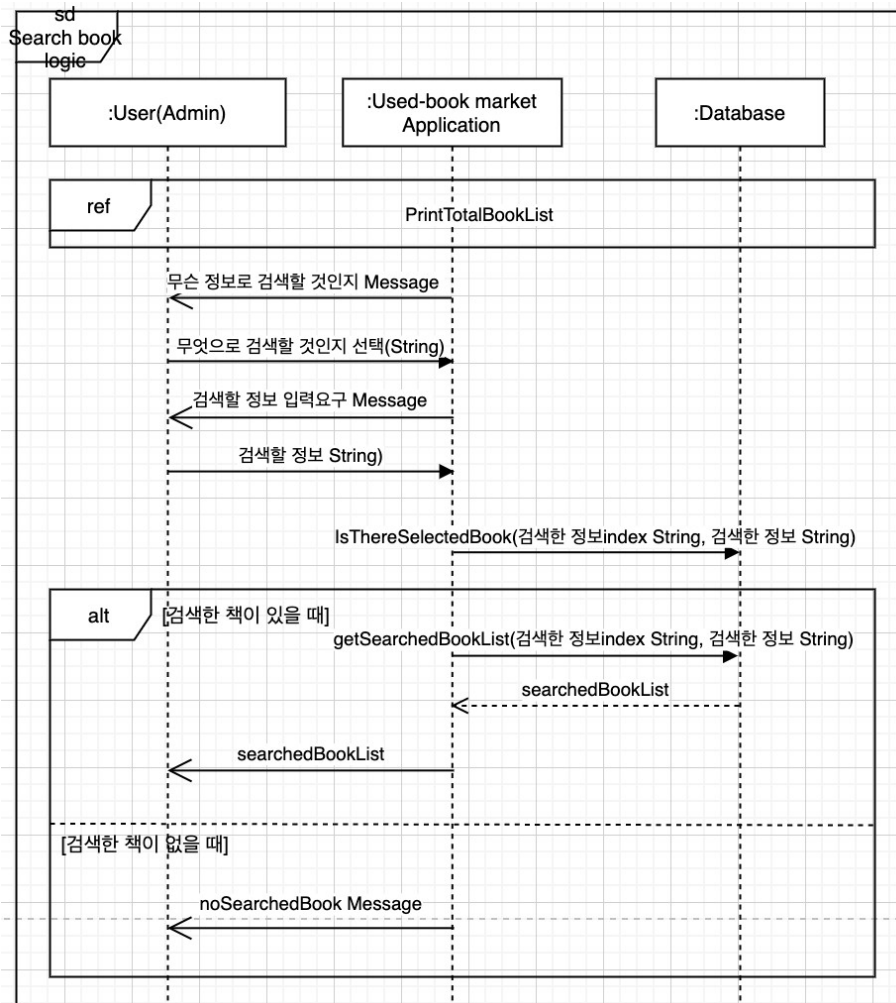 sd
Search book
logic
:User(Admin)
:Used-book market
Application
:Database
ref
PrintTotalBookList
무슨 정보로 검색할 것인지 Message
무엇으로 검색할 것인지 선택(String)
검색할 정보 입력요구 Message
검색할 정보 String)
IsThereSelectedBook(검색한 정보index String, 검색한 정보 String)
alt
[검색한 책이 있을 때]
getSearchedBookList(검색한 정보index String, 검색한 정보 String)
searchedBookList
searchedBookList
[검색한 책이 없을 때]
noSearchedBook Message